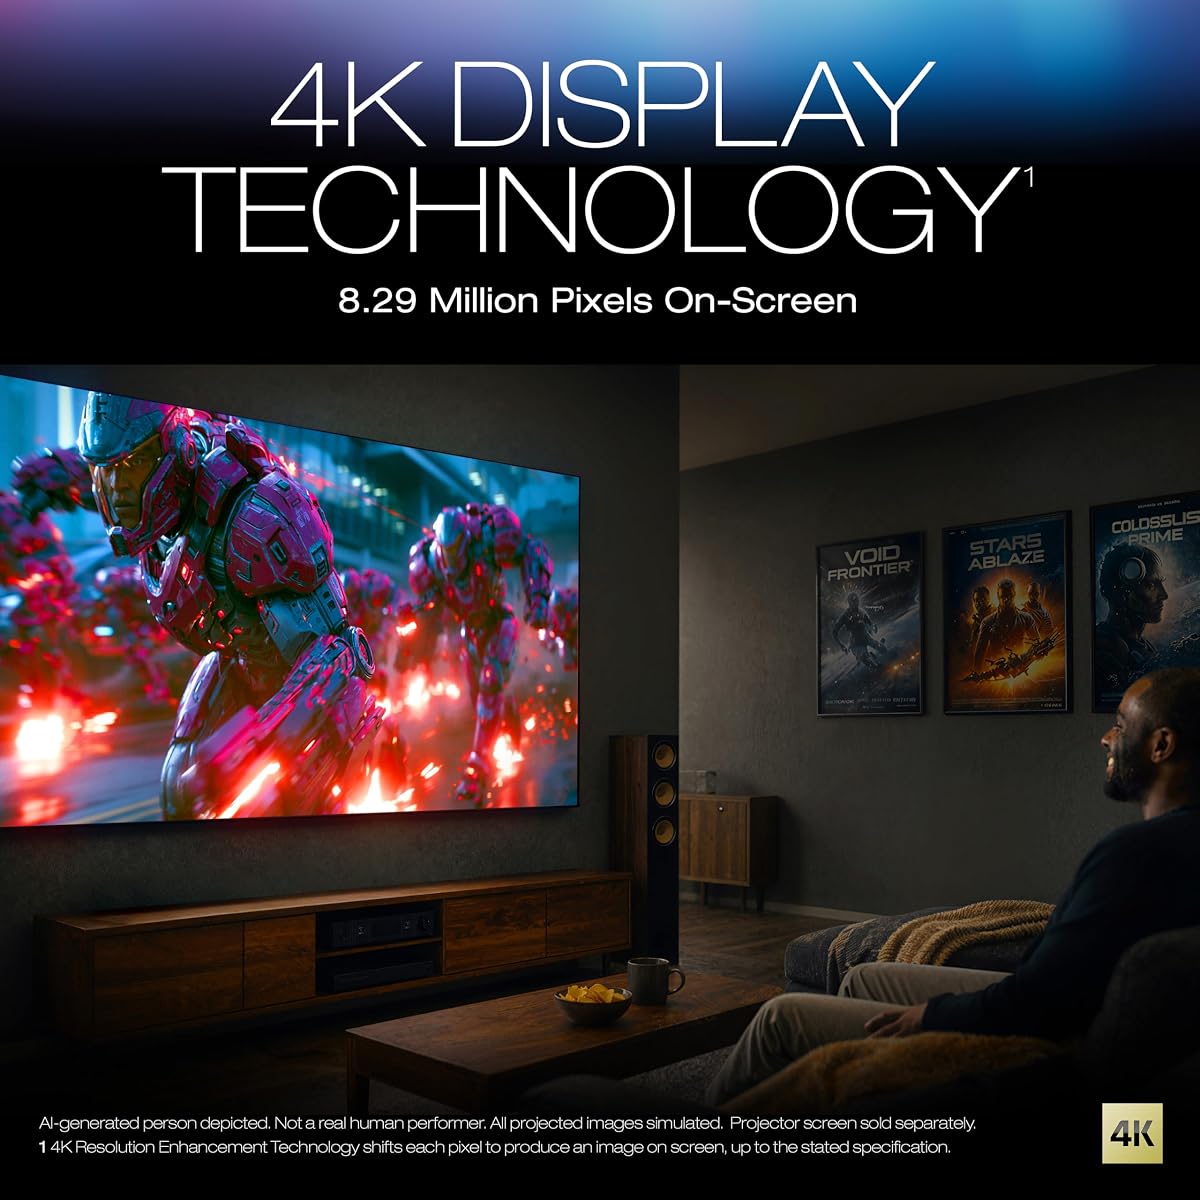 4K DISPLAY
TECHNOLOGY¹
8.29 Million Pixels On-Screen
VOID
FRONTIER
STARS
ABLAZE
COLOSSLIS
PRIME
AI-generated person depicted. Not a real human performer. All projected images simulated. Projector screen sold separately.
1 4K Resolution Enhancement Technology shifts each pixel to produce an image on screen, up to the stated specification.
4K